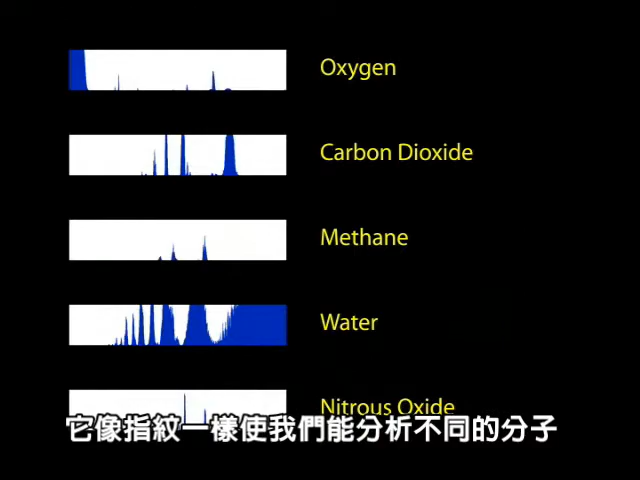 Oxygen
Carbon Dioxide
Methane
Water
Nitrous Oxide
它像指紋一樣使我們能分析不同的分子